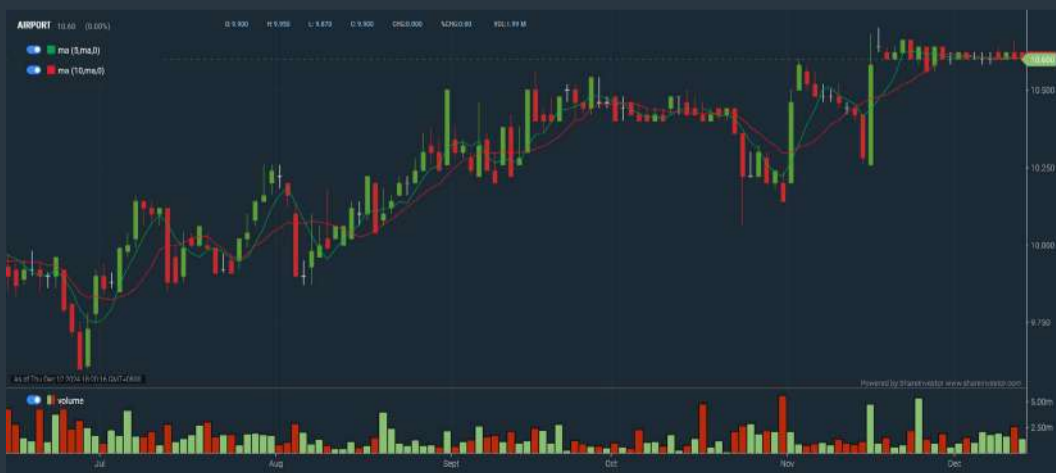 AIRPORT 10.60 (0.00%) O:9.900 H:9.950 L: 9.870 C:9.900 CHG:0.000 %CHG:0.00 VOL:1.99 M
ma (5,ma,0)
ma (10,ma,0)
10.600
10.500
10.250
10.000
9.750
Powered by ShareInvestor www.shareinvestor.com
volume
5.00m
2.50m
Jul Aug Sept Oct Nov Dec